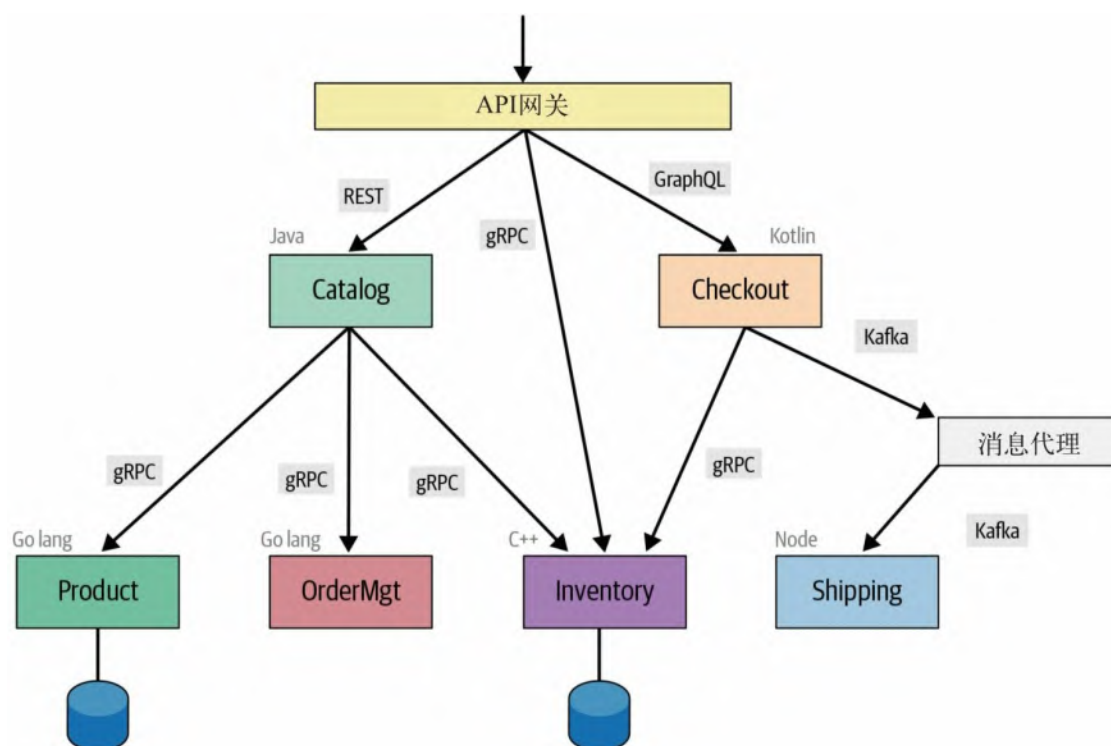 API网关
REST
GraphQL
gRPC
Java
Kotlin
Catalog
Checkout
Kafka
消息代理
gRPC
gRPC
gRPC
gRPC
Go lang
Go lang
C++
Node
Kafka
Product
OrderMgt
Inventory
Shipping